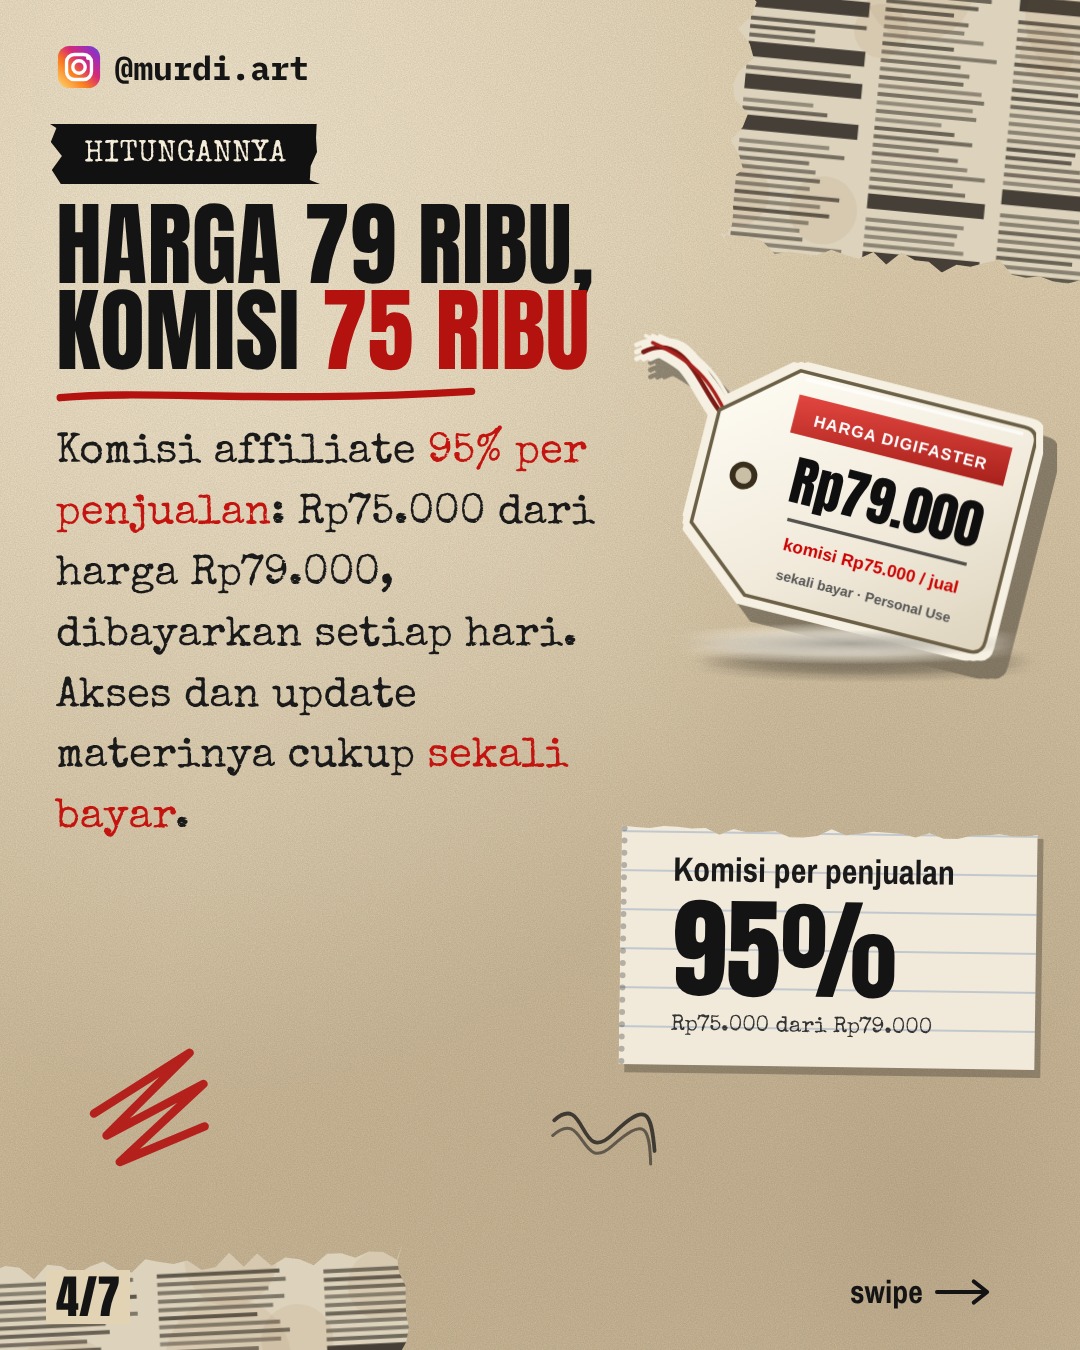 @murdi.art
HITUNGANNYA
HARGA 79 RIBU,
KOMISI 75 RIBU
Komisi affiliate 95% per
penjualan: Rp75.000 dari
harga Rp79.000,
dibayarkan setiap hari.
Akses dan update
materinya cukup sekali
bayar.
HARGA DIGIFASTER
Rp79.000
komisi Rp75.000 / jual
sekali bayar · Personal Use
Komisi per penjualan
95%
Rp75.000 dari Rp79.000
4/7
swipe